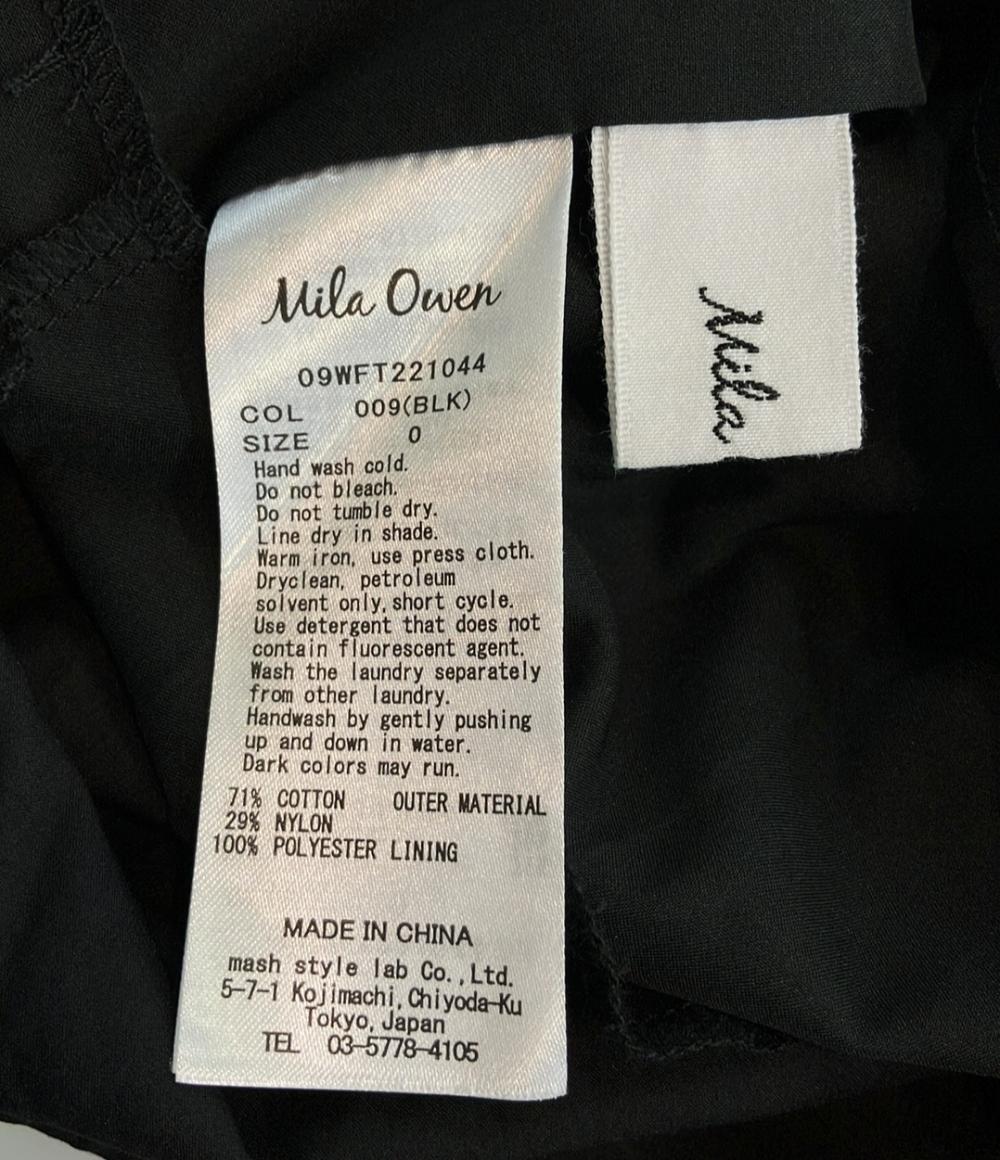 Mila Owen
09WFT221044
COL 009(BLK)
SIZE 0
Hand wash cold.
Do not bleach.
Do not tumble dry.
Line dry in shade.
Warm iron, use press cloth.
Dryclean, petroleum
solvent only, short cycle.
Use detergent that does not
contain fluorescent agent.
Wash the laundry separately
from other laundry.
Handwash by gently pushing
up and down in water.
Dark colors may run.
71% COTTON OUTER MATERIAL
29% NYLON
100% POLYESTER LINING
MADE IN CHINA
mash style lab Co.,Ltd.
5-7-1 Kojimachi, Chiyoda-Ku
Tokyo, Japan
TEL 03-5778-4105
Mila